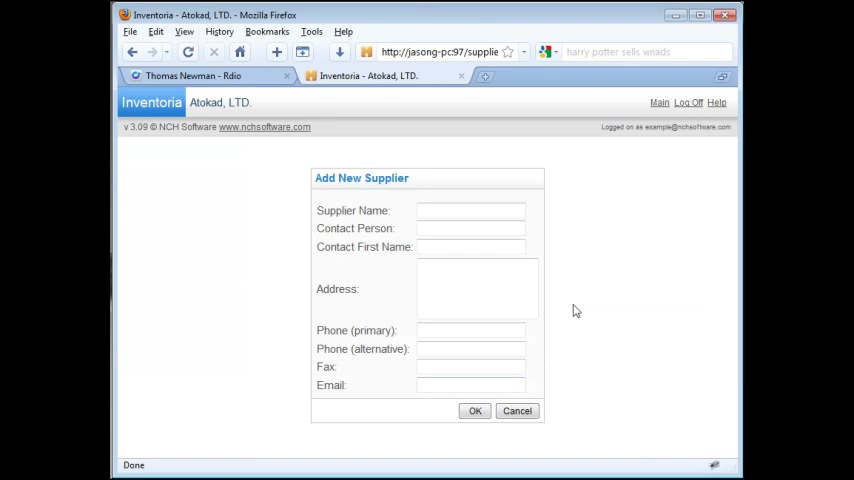 Inventoria - Atokad, LTD. - Mozilla Firefox
File Edit View History Bookmarks Tools Help
http://jasong-pc:97/supplie harry potter sells wnads
Thomas Newman - Rdio Inventoria - Atokad, LTD.
Inventoria Atokad, LTD. Main Log Off Help
v 3.09 © NCH Software www.nchsoftware.com Logged on as example@nchsoftware.com
Add New Supplier
Supplier Name:
Contact Person:
Contact First Name:
Address:
Phone (primary):
Phone (alternative):
Fax:
Email:
OK Cancel
Done